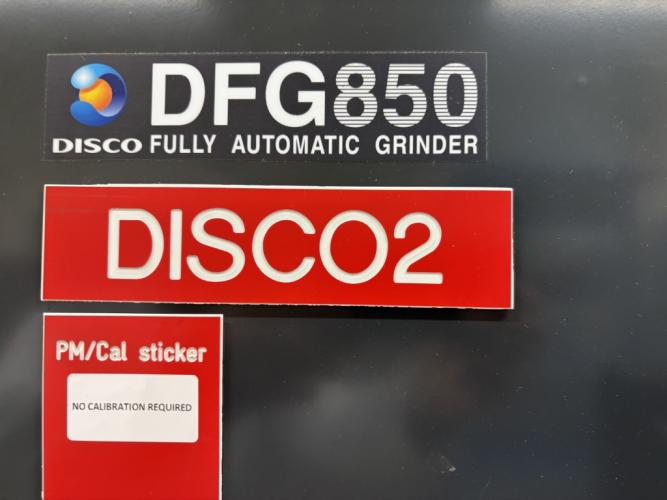 DFG850
DISCO FULLY AUTOMATIC GRINDER
DISCO2
PM/Cal sticker
NO CALIBRATION REQUIRED